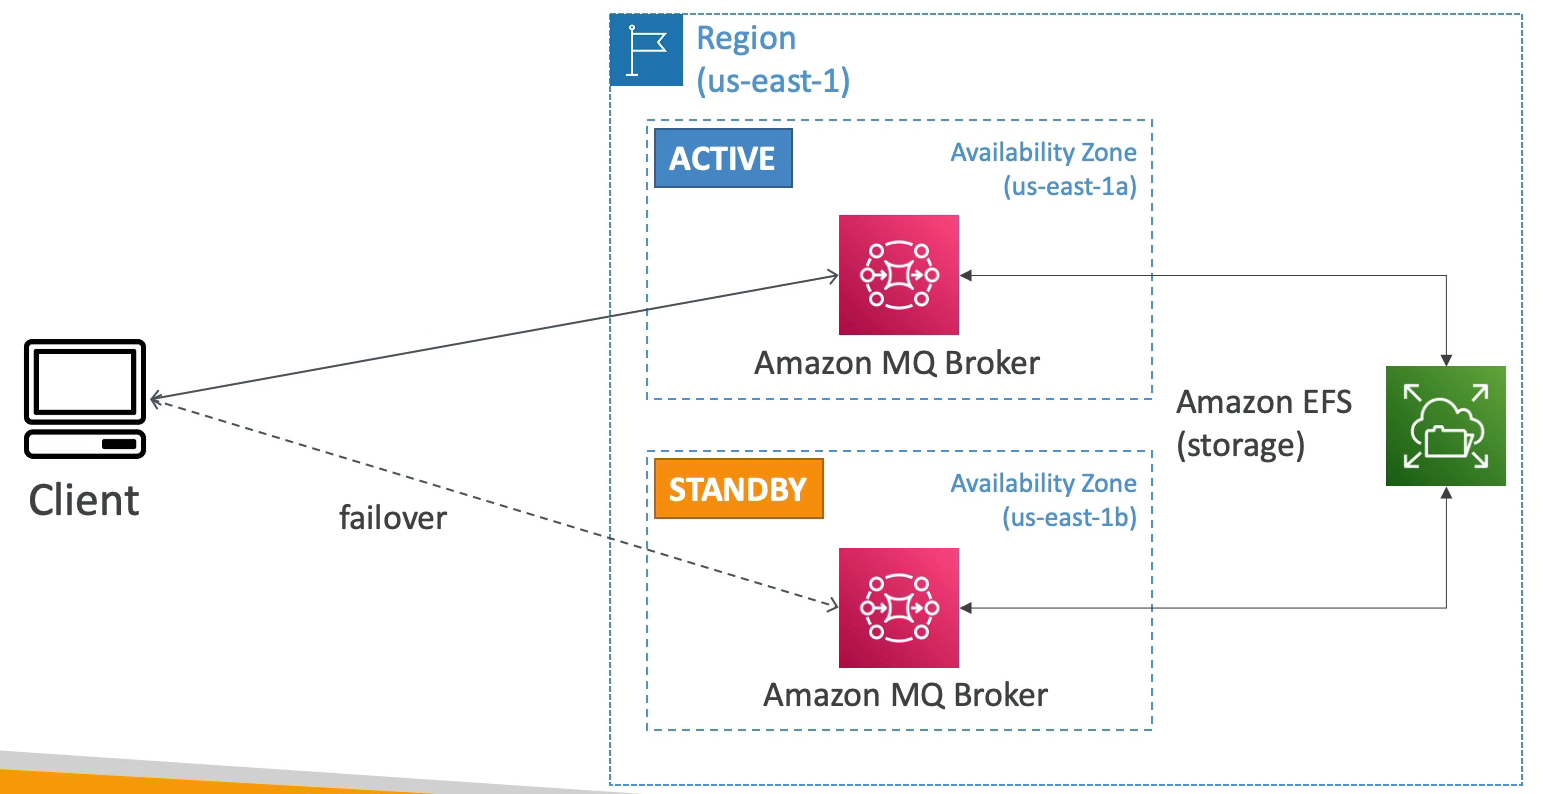 Region
(us-east-1)
ACTIVE
Availability Zone
(us-east-1a)
Amazon MQ Broker
Client
failover
Amazon EFS
(storage)
STANDBY
Availability Zone
(us-east-1b)
Amazon MQ Broker